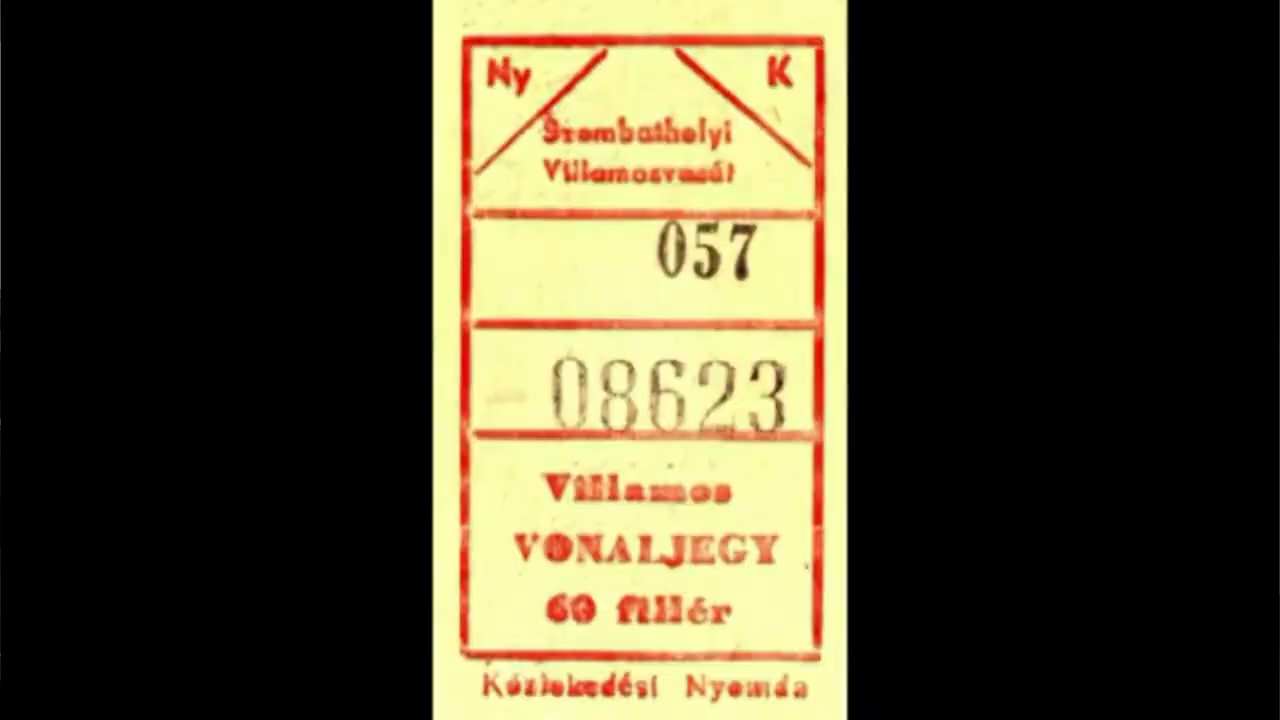 Ny K
Szombathelyi
Villamosvasút
057
08623
Villamos
VONALJEGY
60 fillér
Közlekedési Nyomda